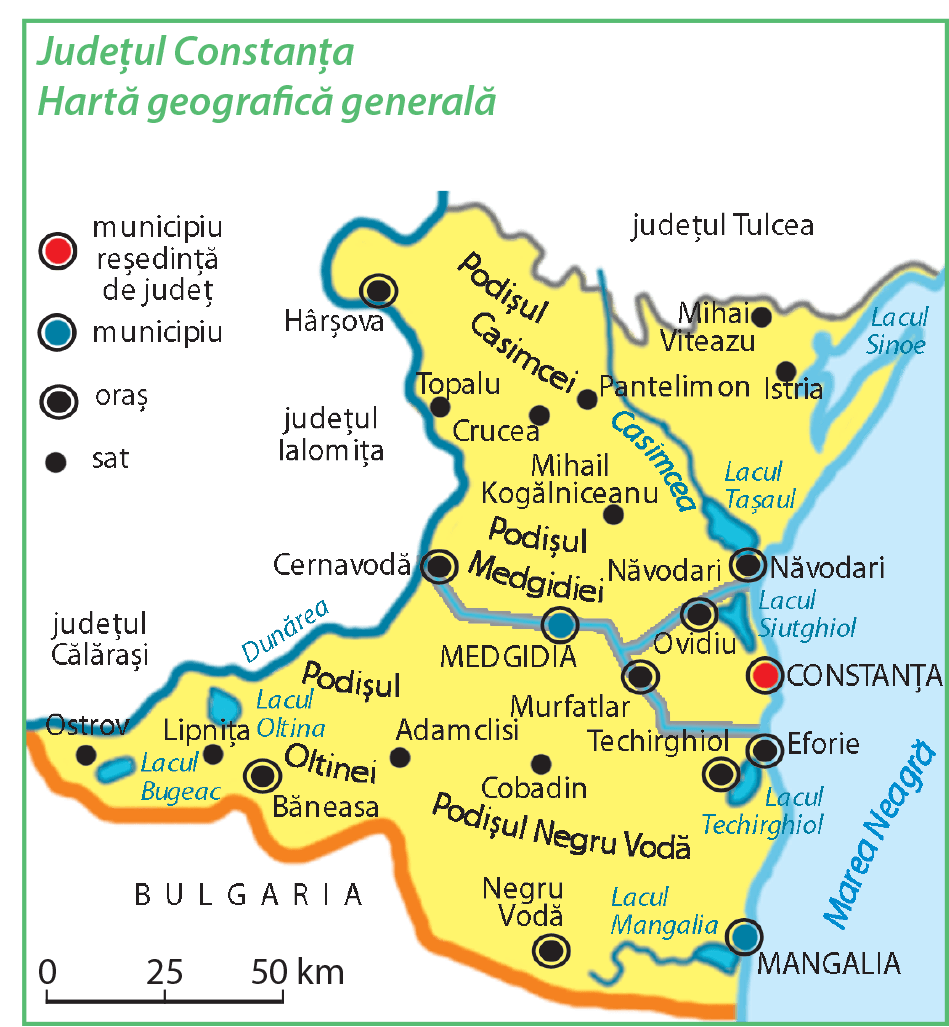 Județul Constanța
Hartă geografică generală
municipiu
reședință
de județ
municipiu
oraș
sat
județul Tulcea
Hârșova
Podișul
Casimcei
Mihai
Viteazu
Lacul
Sinoe
Topalu
Pantelimon
Istria
județul
Ialomița
Crucea
Casimcea
Mihail
Kogălniceanu
Lacul
Tașaul
Podișul
Medgidiei
Cernavodă
Năvodari
Năvodari
Lacul
Siutghiol
județul
Călărași
Dunărea
MEDGIDIA
Ovidiu
CONSTANȚA
Podișul
Oltinei
Lacul
Oltina
Murfatlar
Ostrov
Lipnița
Adamclisi
Techirghiol
Eforie
Lacul
Bugeac
Băneasa
Cobadin
Lacul
Techirghiol
Podișul Negru Vodă
Marea Neagră
BULGARIA
Negru
Vodă
Lacul
Mangalia
MANGALIA
0 25 50 km